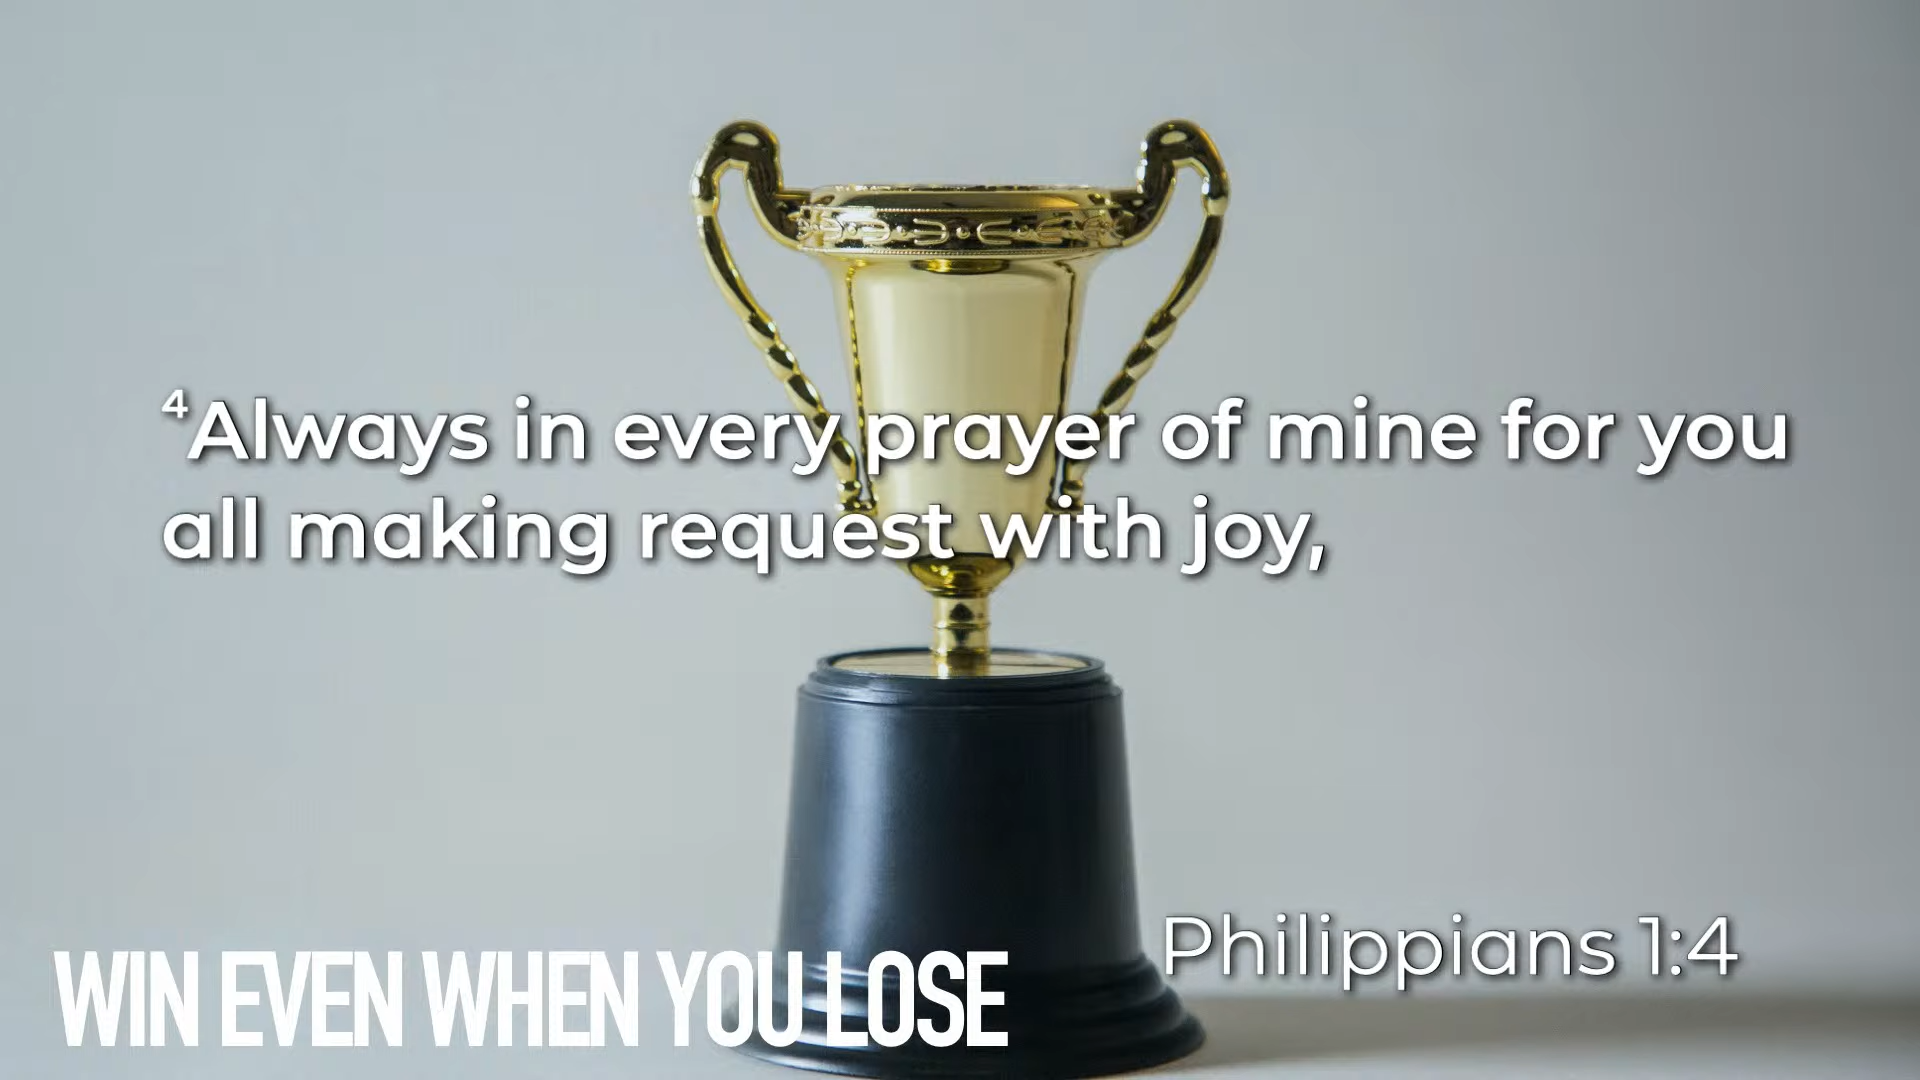 ⁴Always in every prayer of mine for you
all making request with joy,
Philippians 1:4
WIN EVEN WHEN YOU LOSE